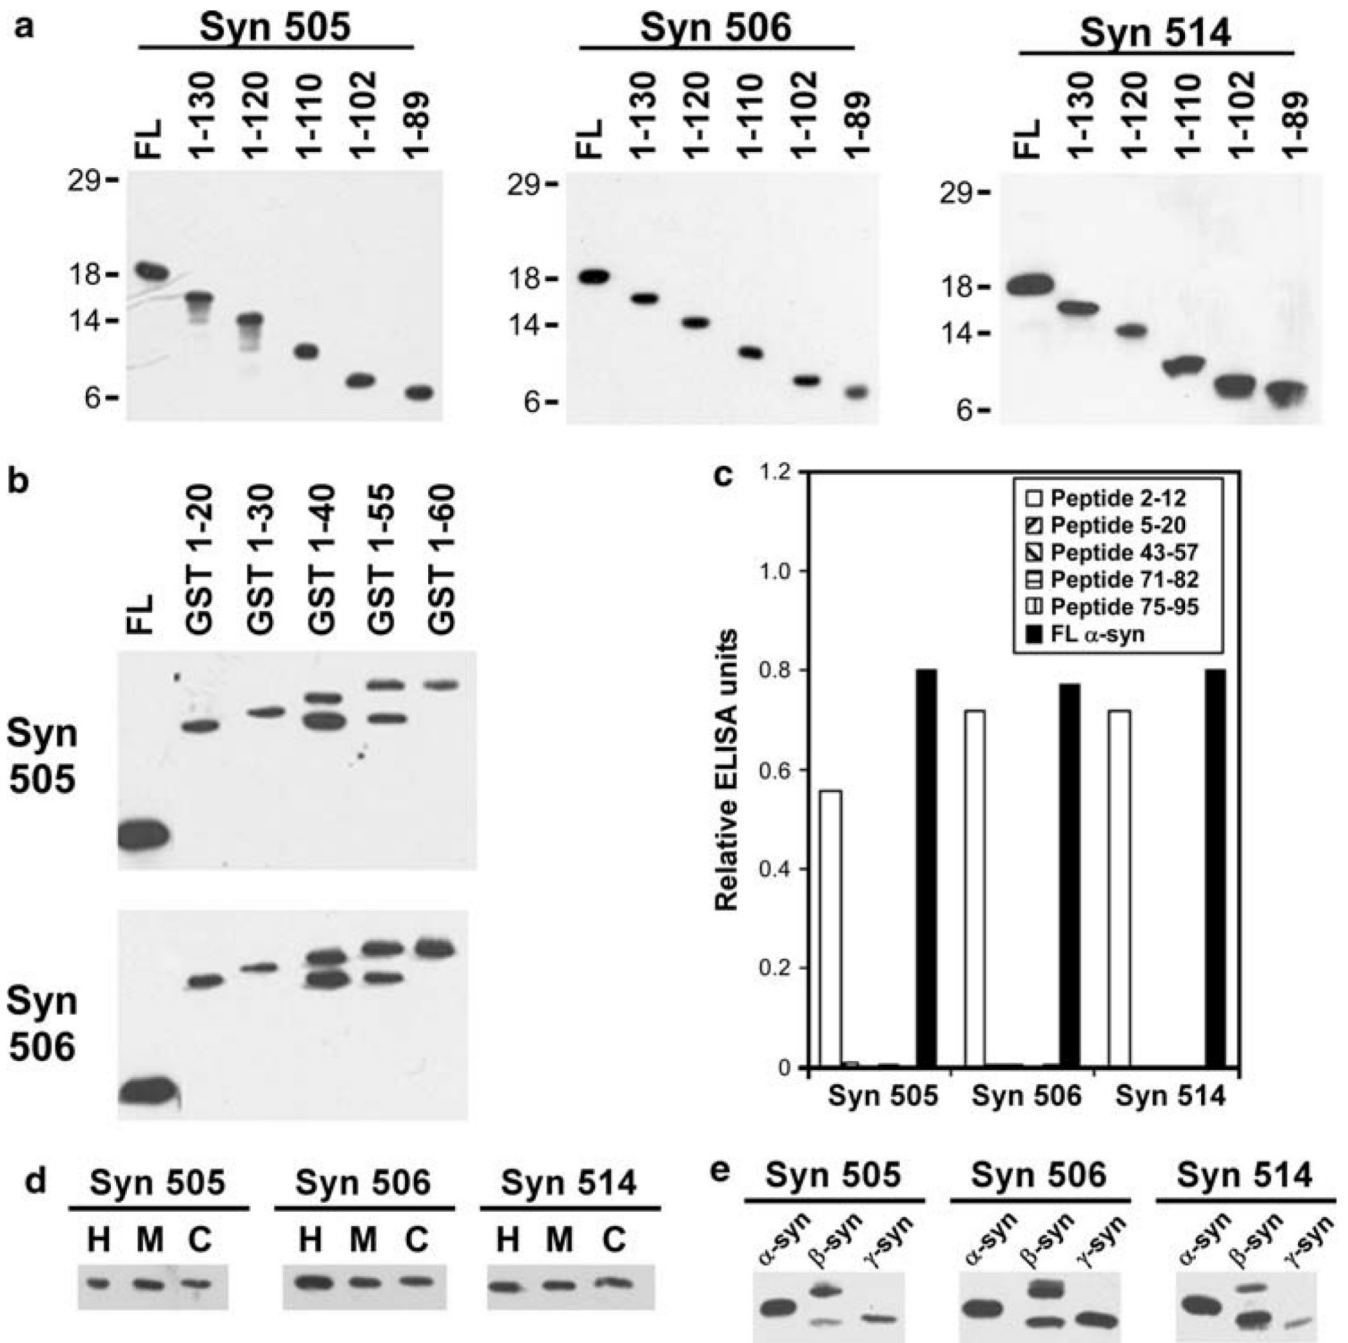 a
Syn 505
Syn 506
Syn 514
FL
1-130
1-120
1-110
1-102
1-89
FL
1-130
1-120
1-110
1-102
1-89
FL
1-130
1-120
1-110
1-102
1-89
29
18
14
6
29
18
14
6
29
18
14
6
b
FL
GST 1-20
GST 1-30
GST 1-40
GST 1-55
GST 1-60
Syn
505
Syn
506
c
1.2
1.0
0.8
0.6
0.4
0.2
0
Relative ELISA units
Peptide 2-12
Peptide 5-20
Peptide 43-57
Peptide 71-82
Peptide 75-95
FL α-syn
Syn 505
Syn 506
Syn 514
d
Syn 505
Syn 506
Syn 514
H M C
H M C
H M C
e
Syn 505
Syn 506
Syn 514
α-syn
β-syn
γ-syn
α-syn
β-syn
γ-syn
α-syn
β-syn
γ-syn